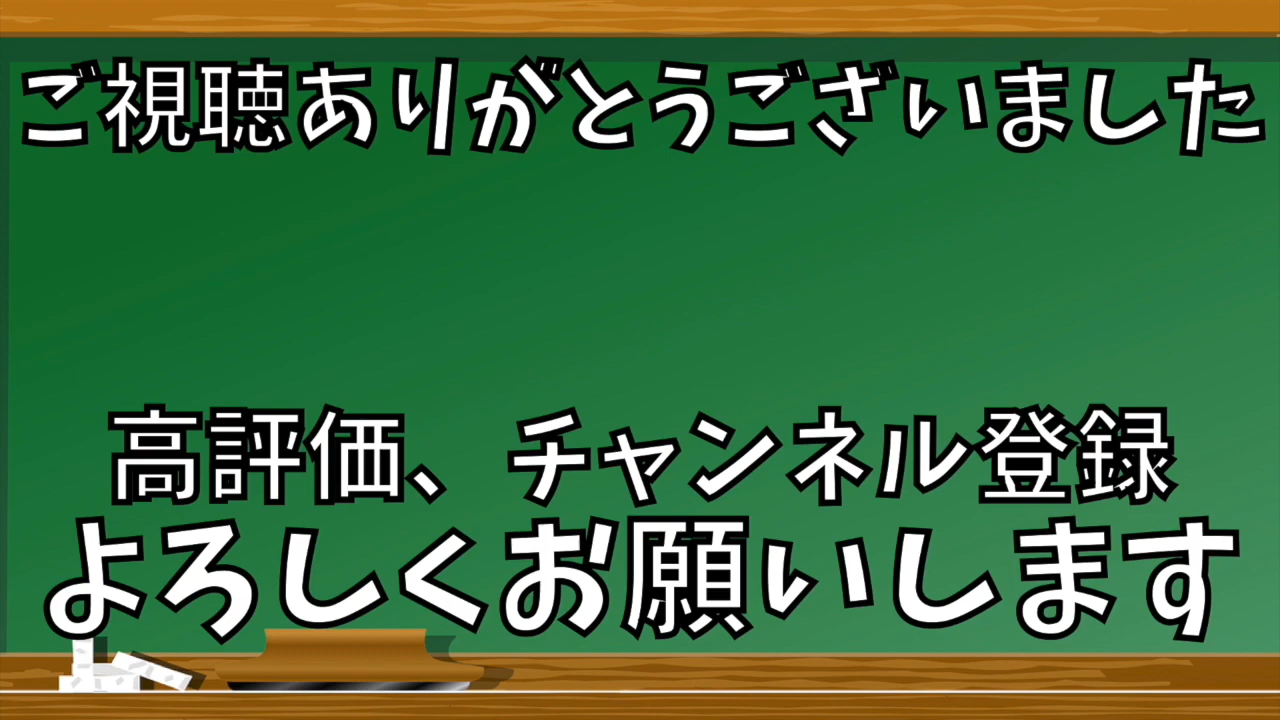 ご視聴ありがとうございました
高評価、チャンネル登録
よろしくお願いします